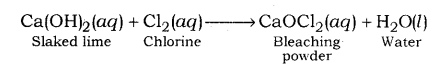 Ca(OH)₂(aq) + Cl₂(aq) ⟶ CaOCl₂(aq) + H₂O(l)
Slaked lime Chlorine Bleaching powder Water